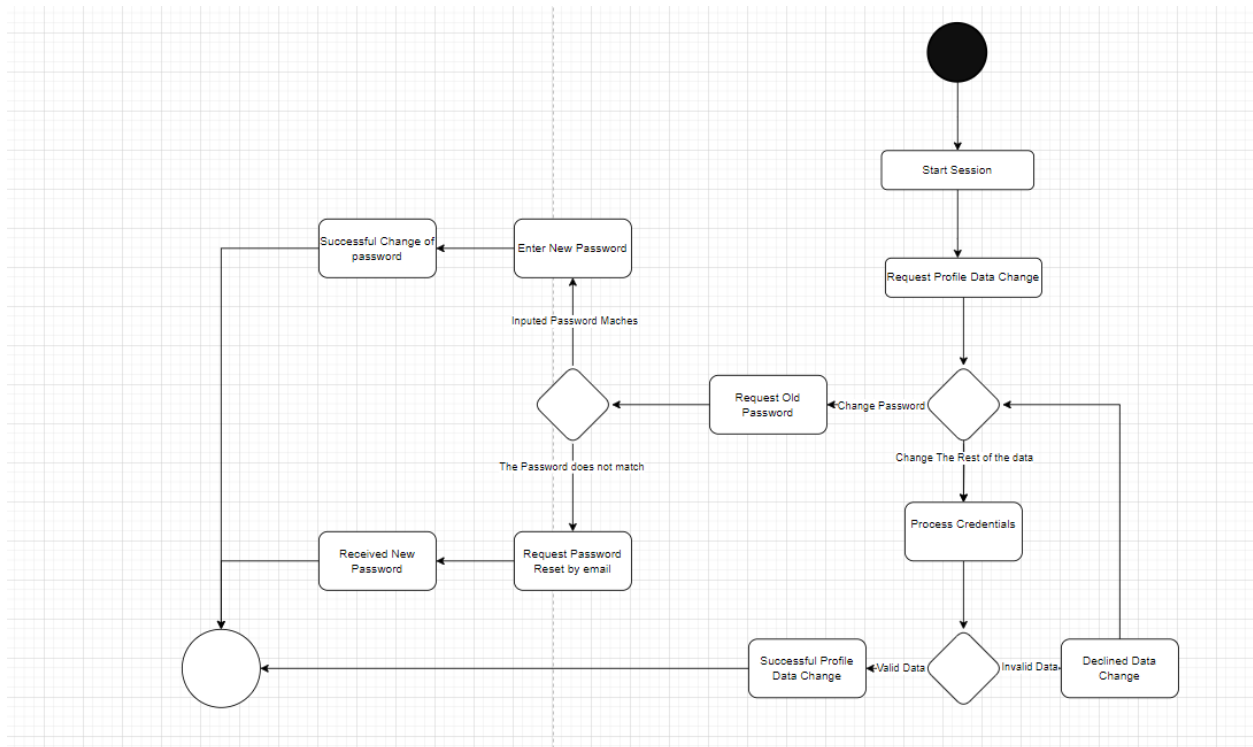 Start Session
Request Profile Data Change
Successful Change of
password
Enter New Password
Inputed Password Maches
Request Old
Password
Change Password
Change The Rest of the data
The Password does not match
Process Credentials
Received New
Password
Request Password
Reset by email
Successful Profile
Data Change
Valid Data
Invalid Data
Declined Data
Change